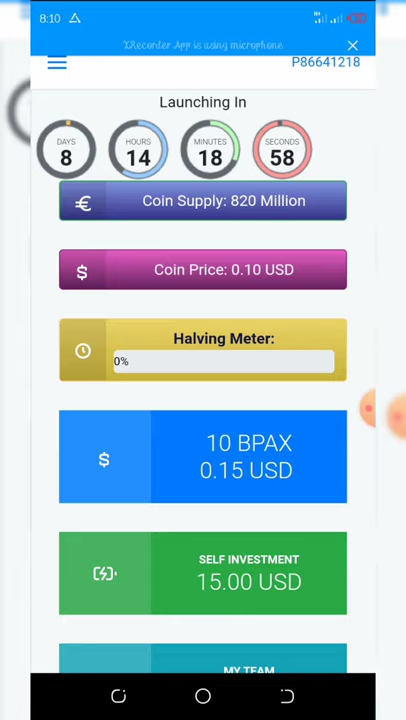 8:10
XRecorder App is using microphone
P86641218
Launching In
DAYS
8
HOURS
14
MINUTES
18
SECONDS
58
Coin Supply: 820 Million
Coin Price: 0.10 USD
Halving Meter:
0%
10 BPAX
0.15 USD
SELF INVESTMENT
15.00 USD
MY TEAM